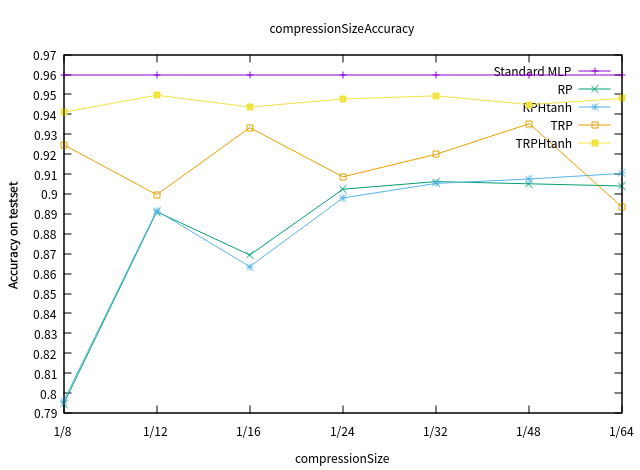 compressionSizeAccuracy
0.97
0.96
0.95
0.94
0.93
0.92
0.91
0.9
0.89
0.88
0.87
0.86
0.85
0.84
0.83
0.82
0.81
0.8
0.79
Accuracy on testset
Standard MLP
RP
RPHtanh
TRP
TRPHtanh
1/8 1/12 1/16 1/24 1/32 1/48 1/64
compressionSize